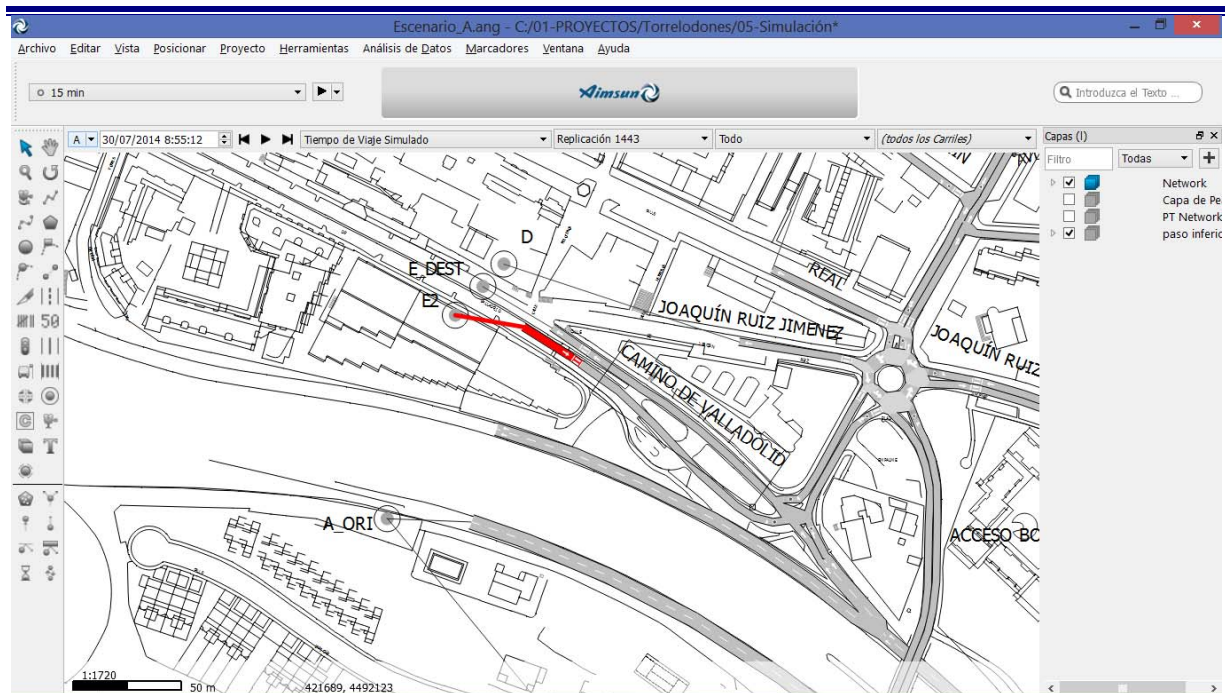 Escenario_A.ang - C:/01-PROYECTOS/Torrelodones/05-Simulación*
Archivo Editar Vista Posicionar Proyecto Herramientas Análisis de Datos Marcadores Ventana Ayuda
15 min
Aimsun
Introduzca el Texto ...
A 30/07/2014 8:55:12 Tiempo de Viaje Simulado Replicación 1443 Todo (todos los Carriles)
Capas (l)
Filtro Todas
Network
Capa de Pe
PT Network
paso inferio
50
T
D
E_DEST
E2
REAL
JOAQUÍN RUIZ JIMENEZ
JOAQUÍN RUIZ
CAMINO DE VALLADOLID
A_ORI
ACCESO BO
1:1720
50 m
421689, 4492123